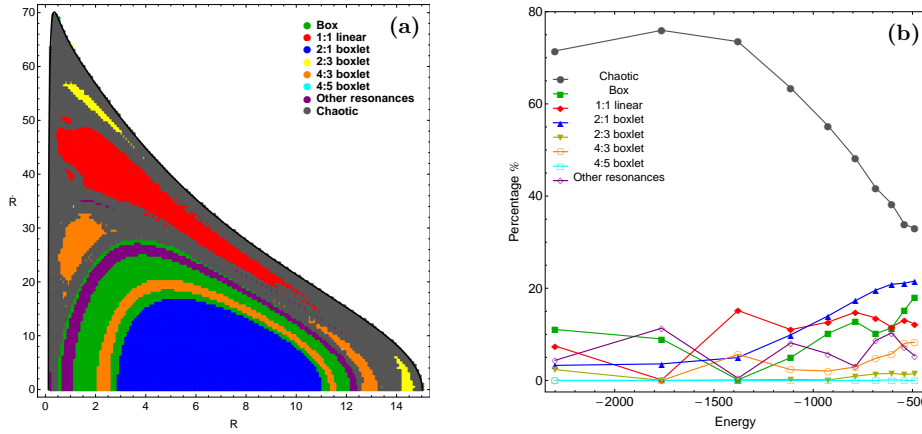 (a)
Box
1:1 linear
2:1 boxlet
2:3 boxlet
4:3 boxlet
4:5 boxlet
Other resonances
Chaotic
70
60
50
40
30
20
10
0
Ṙ
0 2 4 6 8 10 12 14
R
(b)
Chaotic
Box
1:1 linear
2:1 boxlet
2:3 boxlet
4:3 boxlet
4:5 boxlet
Other resonances
80
60
40
20
0
Percentage %
−2000 −1500 −1000 −500
Energy